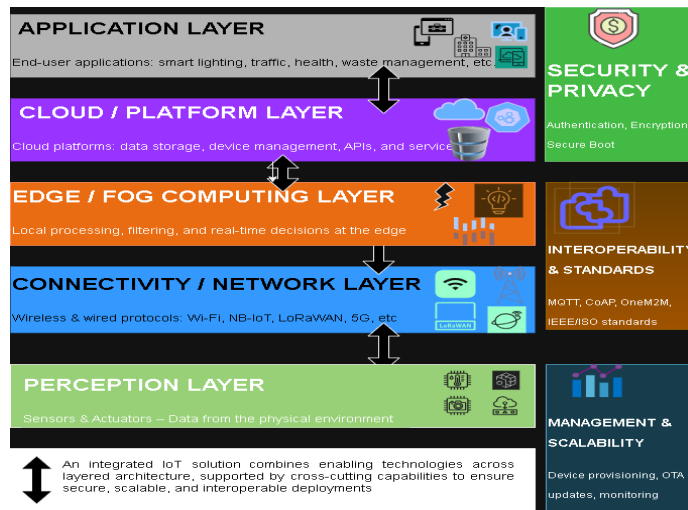 APPLICATION LAYER
End-user applications: smart lighting, traffic, health, waste management, etc.
CLOUD / PLATFORM LAYER
Cloud platforms: data storage, device management, APIs, and service
EDGE / FOG COMPUTING LAYER
Local processing, filtering, and real-time decisions at the edge
CONNECTIVITY / NETWORK LAYER
Wireless & wired protocols: Wi-Fi, NB-IoT, LoRaWAN, 5G, etc
LoRaWAN
PERCEPTION LAYER
Sensors & Actuators – Data from the physical environment
An integrated IoT solution combines enabling technologies across
layered architecture, supported by cross-cutting capabilities to ensure
secure, scalable, and interoperable deployments
SECURITY &
PRIVACY
Authentication, Encryption
Secure Boot
INTEROPERABILITY
& STANDARDS
MQTT, CoAP, OneM2M,
IEEE/ISO standards
MANAGEMENT &
SCALABILITY
Device provisioning, OTA
updates, monitoring